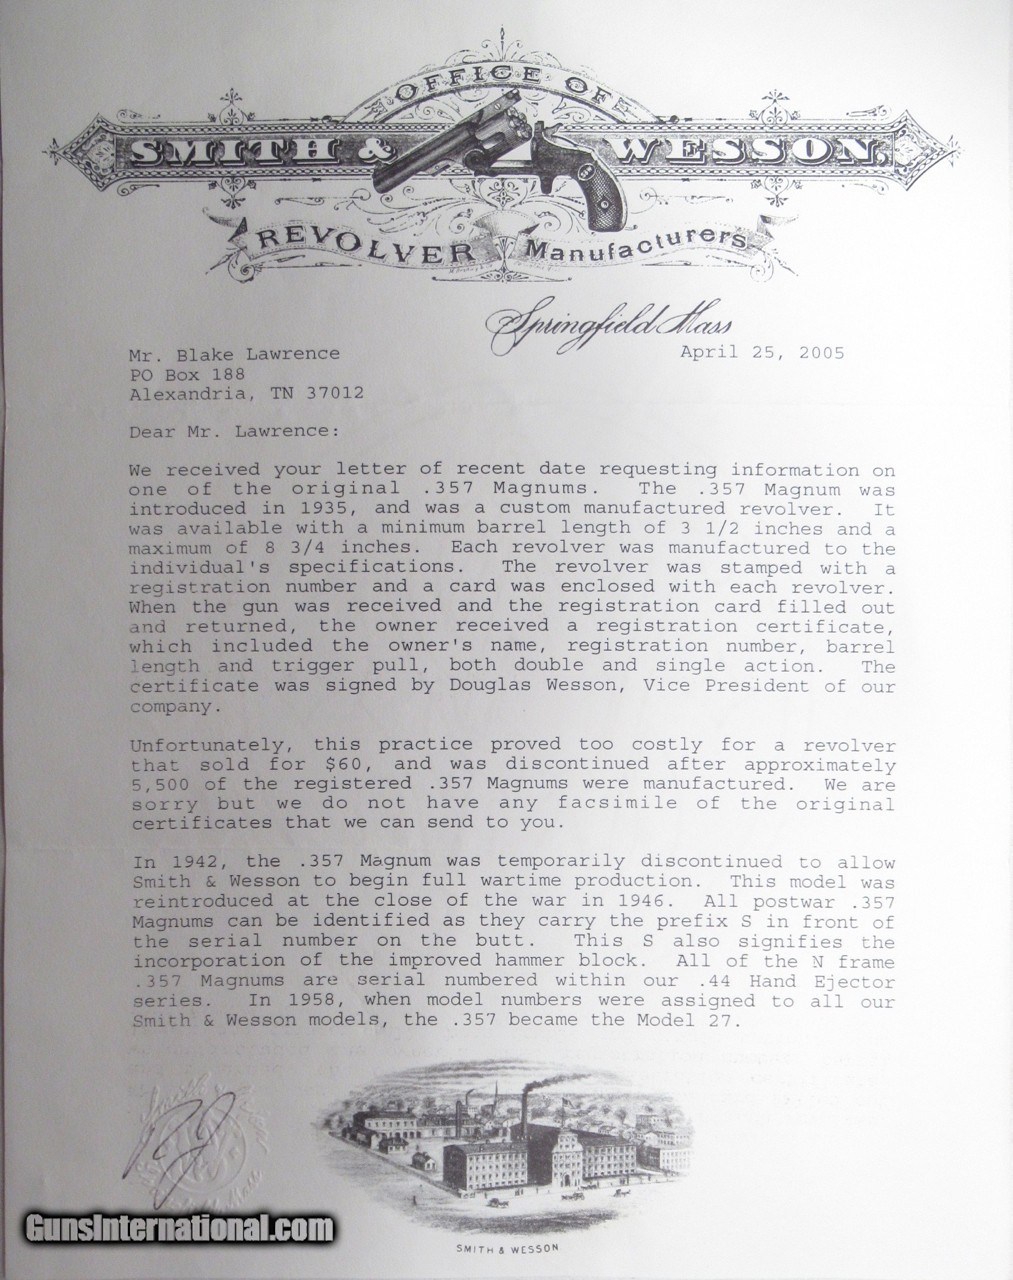 OFFICE OF
SMITH & WESSON,
REVOLVER Manufacturers
Springfield Mass
April 25, 2005
Mr. Blake Lawrence
PO Box 188
Alexandria, TN 37012
Dear Mr. Lawrence:
We received your letter of recent date requesting information on
one of the original .357 Magnums. The .357 Magnum was
introduced in 1935, and was a custom manufactured revolver. It
was available with a minimum barrel length of 3 1/2 inches and a
maximum of 8 3/4 inches. Each revolver was manufactured to the
individual's specifications. The revolver was stamped with a
registration number and a card was enclosed with each revolver.
When the gun was received and the registration card filled out
and returned, the owner received a registration certificate,
which included the owner's name, registration number, barrel
length and trigger pull, both double and single action. The
certificate was signed by Douglas Wesson, Vice President of our
company.
Unfortunately, this practice proved too costly for a revolver
that sold for $60, and was discontinued after approximately
5,500 of the registered .357 Magnums were manufactured. We are
sorry but we do not have any facsimile of the original
certificates that we can send to you.
In 1942, the .357 Magnum was temporarily discontinued to allow
Smith & Wesson to begin full wartime production. This model was
reintroduced at the close of the war in 1946. All postwar .357
Magnums can be identified as they carry the prefix S in front of
the serial number on the butt. This S also signifies the
incorporation of the improved hammer block. All of the N frame
.357 Magnums are serial numbered within our .44 Hand Ejector
series. In 1958, when model numbers were assigned to all our
Smith & Wesson models, the .357 became the Model 27.
GunsInternational.com
SMITH & WESSON